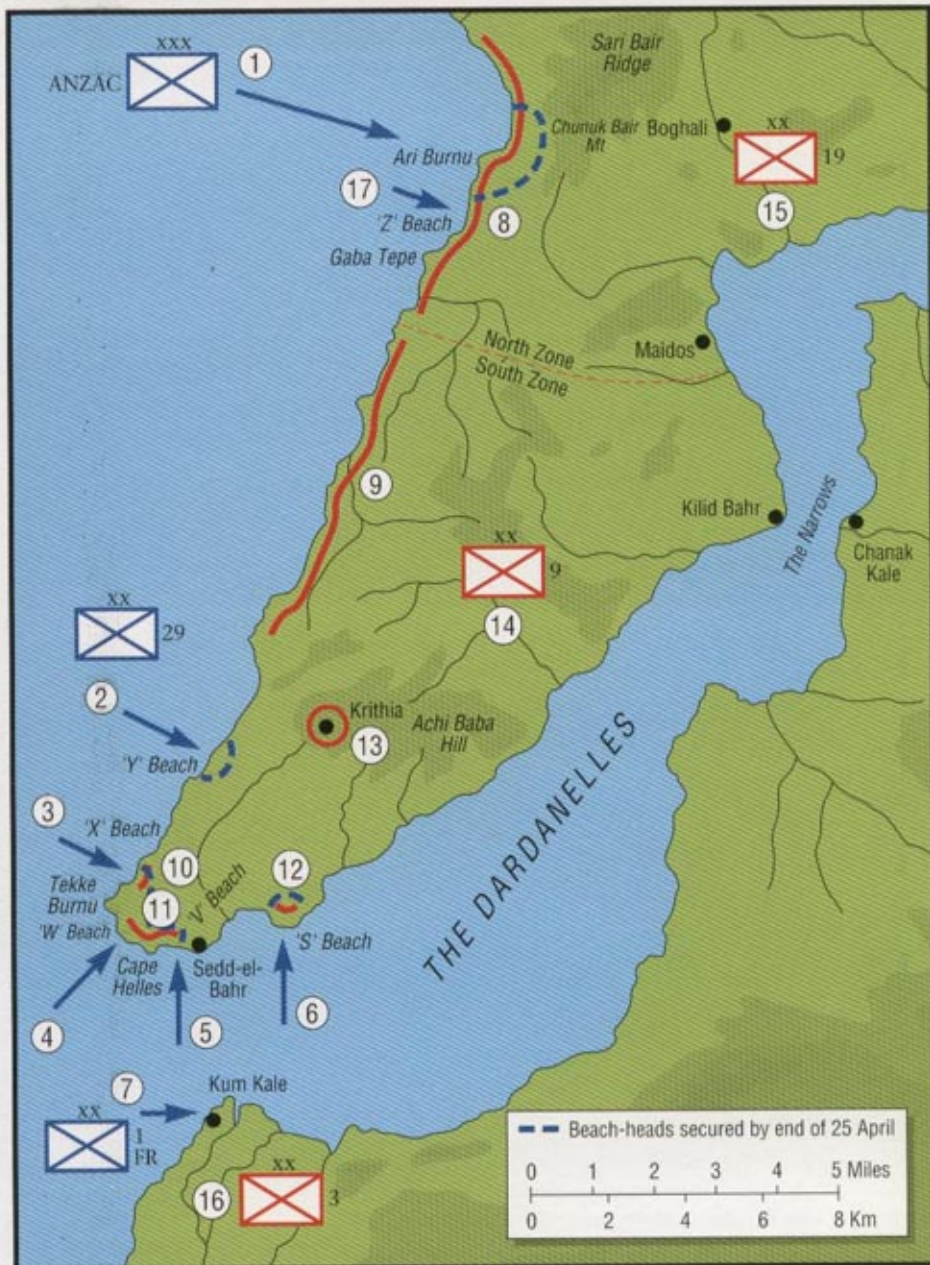 XXX
ANZAC
1
Sari Bair
Ridge
Chunuk Bair
Mt
Boghali
XX
19
15
Ari Burnu
17
'Z' Beach
8
Gaba Tepe
North Zone
South Zone
Maidos
9
Kilid Bahr
The Narrows
Chanak
Kale
XX
9
14
XX
29
2
Krithia
13
Achi Baba
Hill
'Y' Beach
3
'X' Beach
10
12
Tekke
Burnu
11
'V' Beach
'W' Beach
'S' Beach
Cape
Helles
Sedd-el-
Bahr
THE DARDANELLES
4
5
6
7
Kum Kale
XX
1
FR
16
XX
3
Beach-heads secured by end of 25 April
0 1 2 3 4 5 Miles
0 2 4 6 8 Km